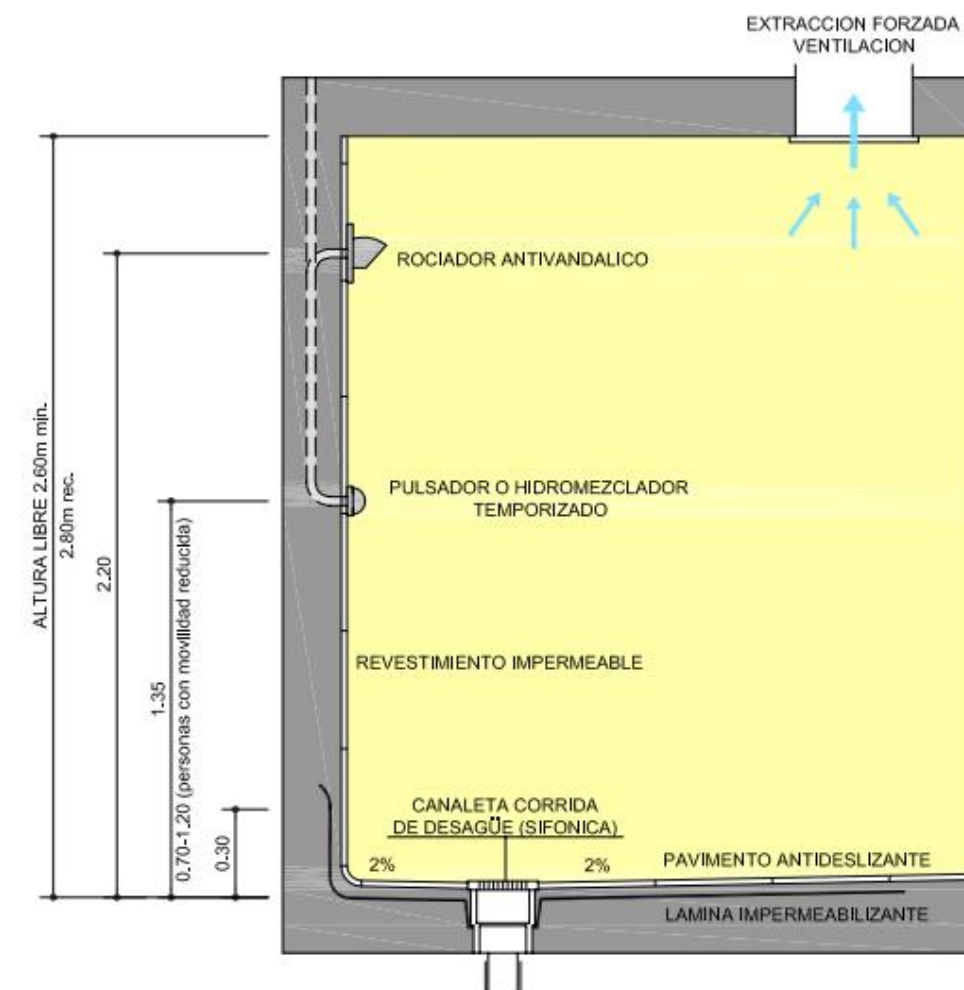 EXTRACCION FORZADA
VENTILACION
ROCIADOR ANTIVANDALICO
PULSADOR O HIDROMEZCLADOR
TEMPORIZADO
ALTURA LIBRE 2.60m min.
2.80m rec.
2.20
1.35
0.70-1.20 (personas con movilidad reducida)
0.30
REVESTIMIENTO IMPERMEABLE
CANALETA CORRIDA
DE DESAGÜE (SIFONICA)
2%
2%
PAVIMENTO ANTIDESLIZANTE
LAMINA IMPERMEABILIZANTE